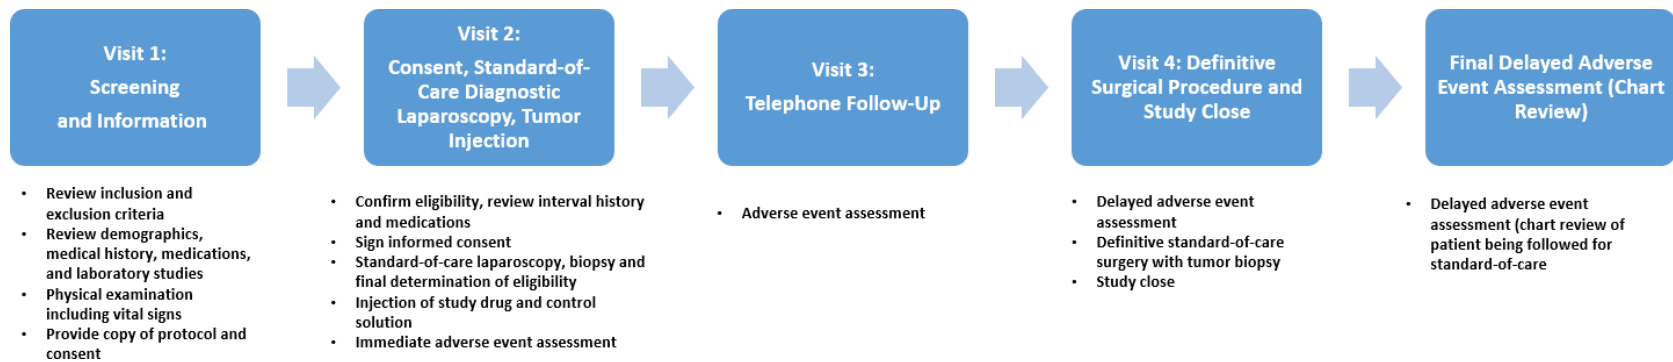 Visit 1:
Screening
and Information
Visit 2:
Consent, Standard-of-
Care Diagnostic
Laparoscopy, Tumor
Injection
Visit 3:
Telephone Follow-Up
Visit 4: Definitive
Surgical Procedure and
Study Close
Final Delayed Adverse
Event Assessment (Chart
Review)
• Review inclusion and
exclusion criteria
• Review demographics,
medical history, medications,
and laboratory studies
• Physical examination
including vital signs
• Provide copy of protocol and
consent
• Confirm eligibility, review interval history
and medications
• Sign informed consent
• Standard-of-care laparoscopy, biopsy and
final determination of eligibility
• Injection of study drug and control
solution
• Immediate adverse event assessment
• Adverse event assessment
• Delayed adverse event
assessment
• Definitive standard-of-care
surgery with tumor biopsy
• Study close
• Delayed adverse event
assessment (chart review of
patient being followed for
standard-of-care